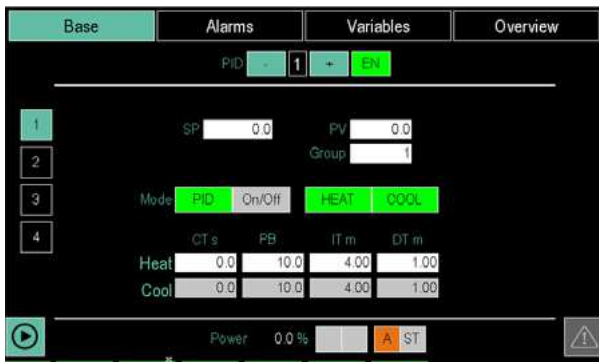 Base Alarms Variables Overview
PID - 1 + EN
1 SP 0.0 PV 0.0
2 Group 1
3 Mode PID On/Off HEAT COOL
4 CT s PB IT m DT m
Heat 0.0 10.0 4.00 1.00
Cool 0.0 10.0 4.00 1.00
Power 0.0 % A ST